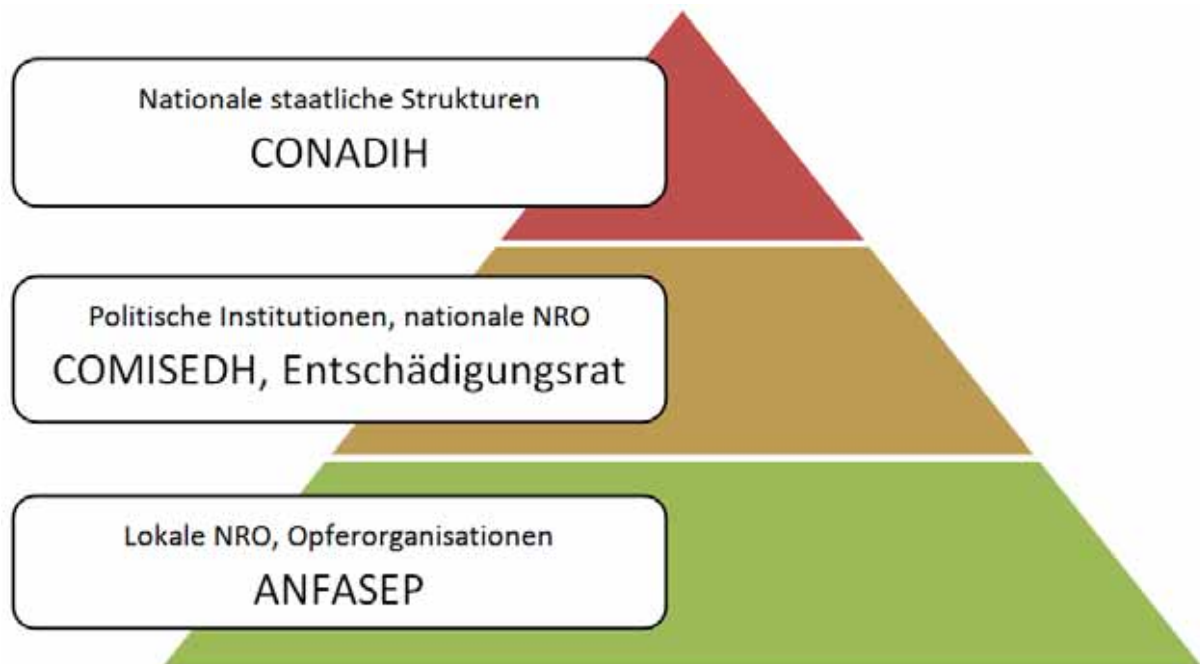 Nationale staatliche Strukturen
CONADIH
Politische Institutionen, nationale NRO
COMISEDH, Entschädigungsrat
Lokale NRO, Opferorganisationen
ANFASEP